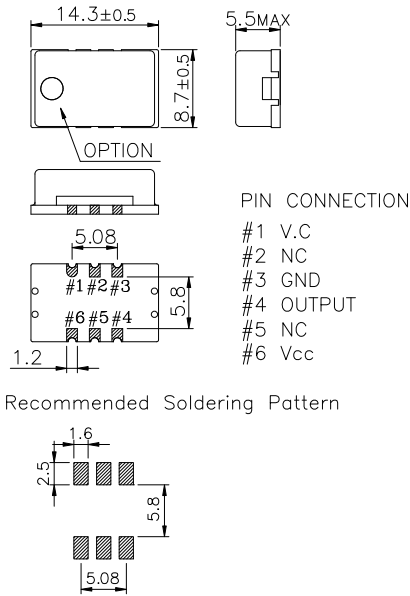 14.3±0.5
5.5MAX
8.7±0.5
OPTION
5.08
#1 #2 #3
#6 #5 #4
5.8
1.2
PIN CONNECTION
#1 V.C
#2 NC
#3 GND
#4 OUTPUT
#5 NC
#6 Vcc
Recommended Soldering Pattern
1.6
2.5
5.8
5.08